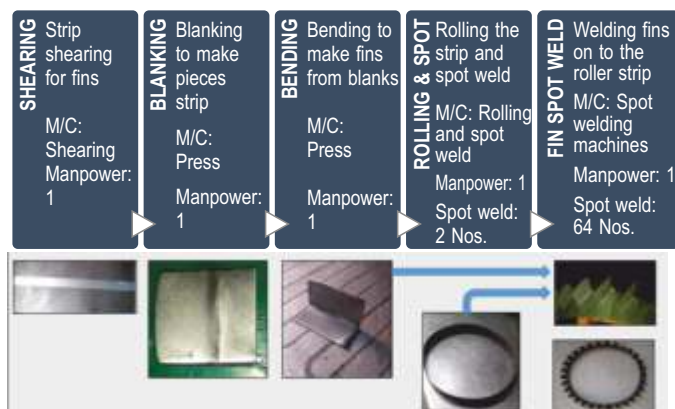 SHEARING
Strip
shearing
for fins
M/C:
Shearing
Manpower:
1
BLANKING
Blanking
to make
pieces
strip
M/C:
Press
Manpower:
1
BENDING
Bending to
make fins
from blanks
M/C:
Press
Manpower:
1
ROLLING & SPOT
Rolling the
strip and
spot weld
M/C: Rolling
and spot
weld
Manpower: 1
Spot weld:
2 Nos.
FIN SPOT WELD
Welding fins
on to the
roller strip
M/C: Spot
welding
machines
Manpower: 1
Spot weld:
64 Nos.